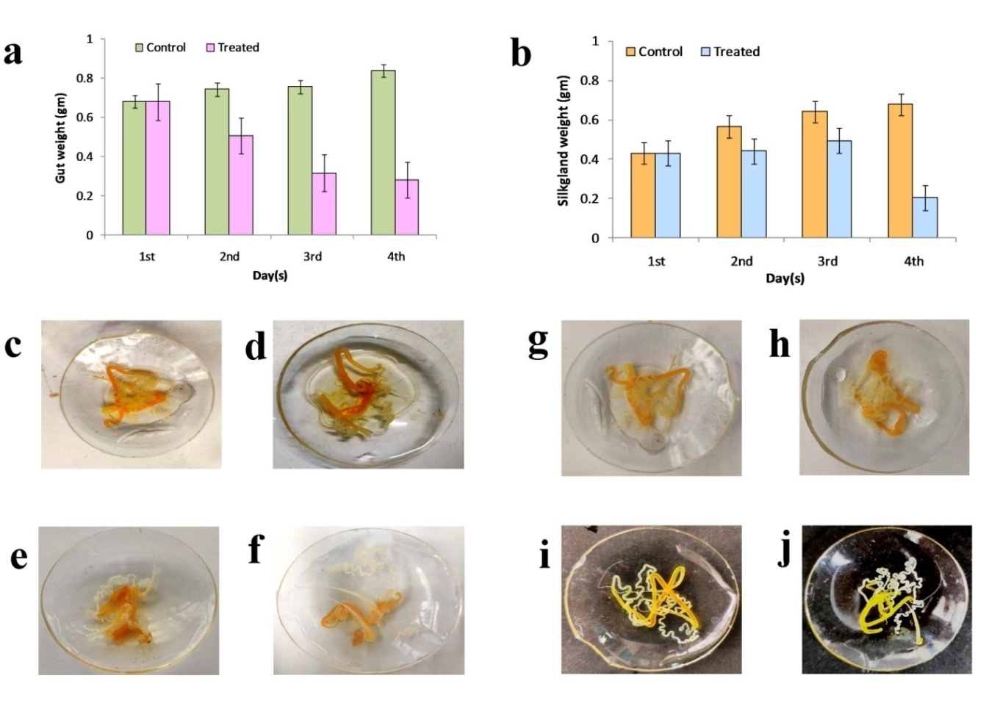 a
1
Control Treated
0.8
0.6
0.4
0.2
0
Gut weight (gm)
1st 2nd 3rd 4th
Day(s)
b
1
Control Treated
0.8
0.6
0.4
0.2
0
Silkgland weight (gm)
1st 2nd 3rd 4th
Day(s)
c d g h
e f i j